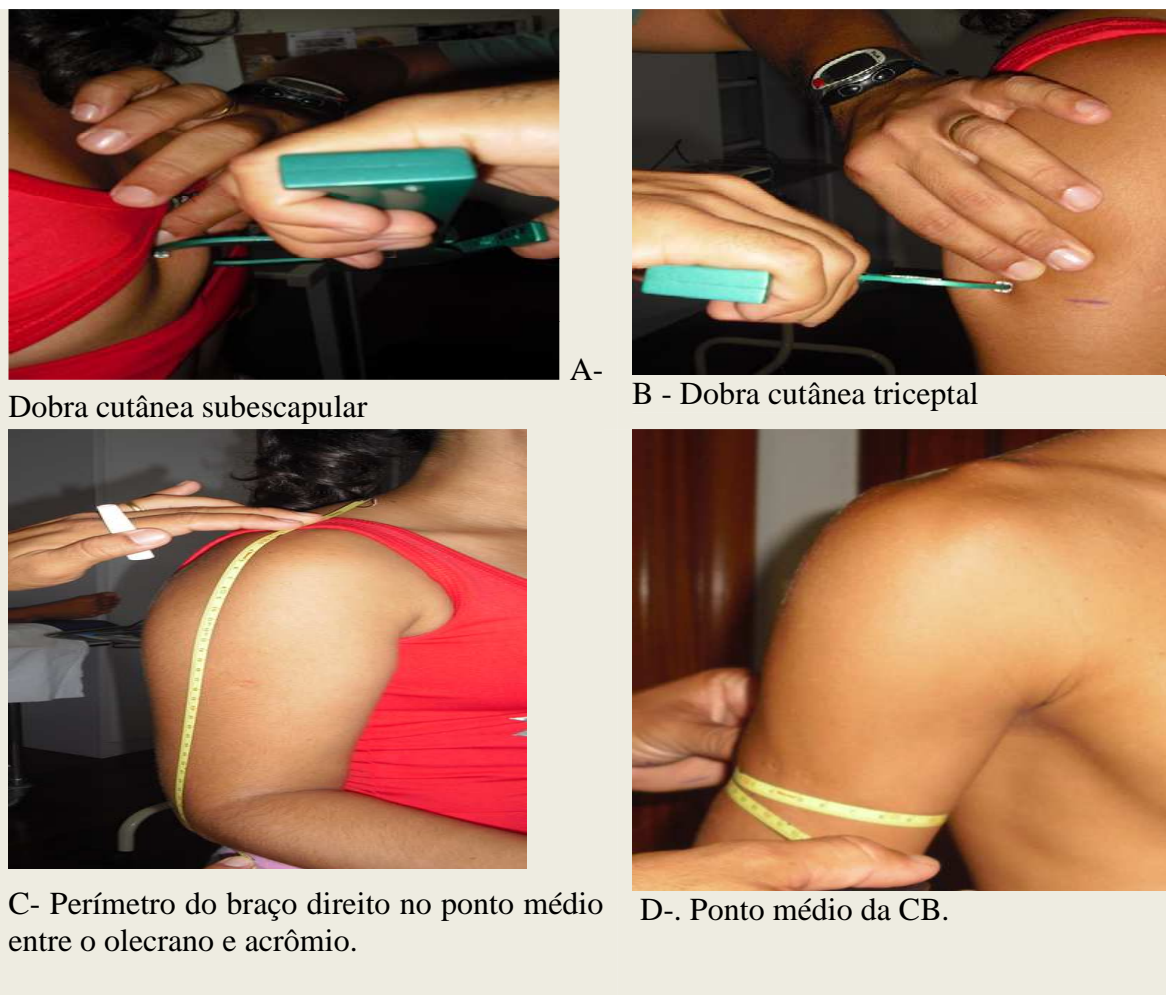 A-
Dobra cutânea subescapular
B - Dobra cutânea triceptal
C- Perímetro do braço direito no ponto médio
entre o olecrano e acrômio.
D-. Ponto médio da CB.